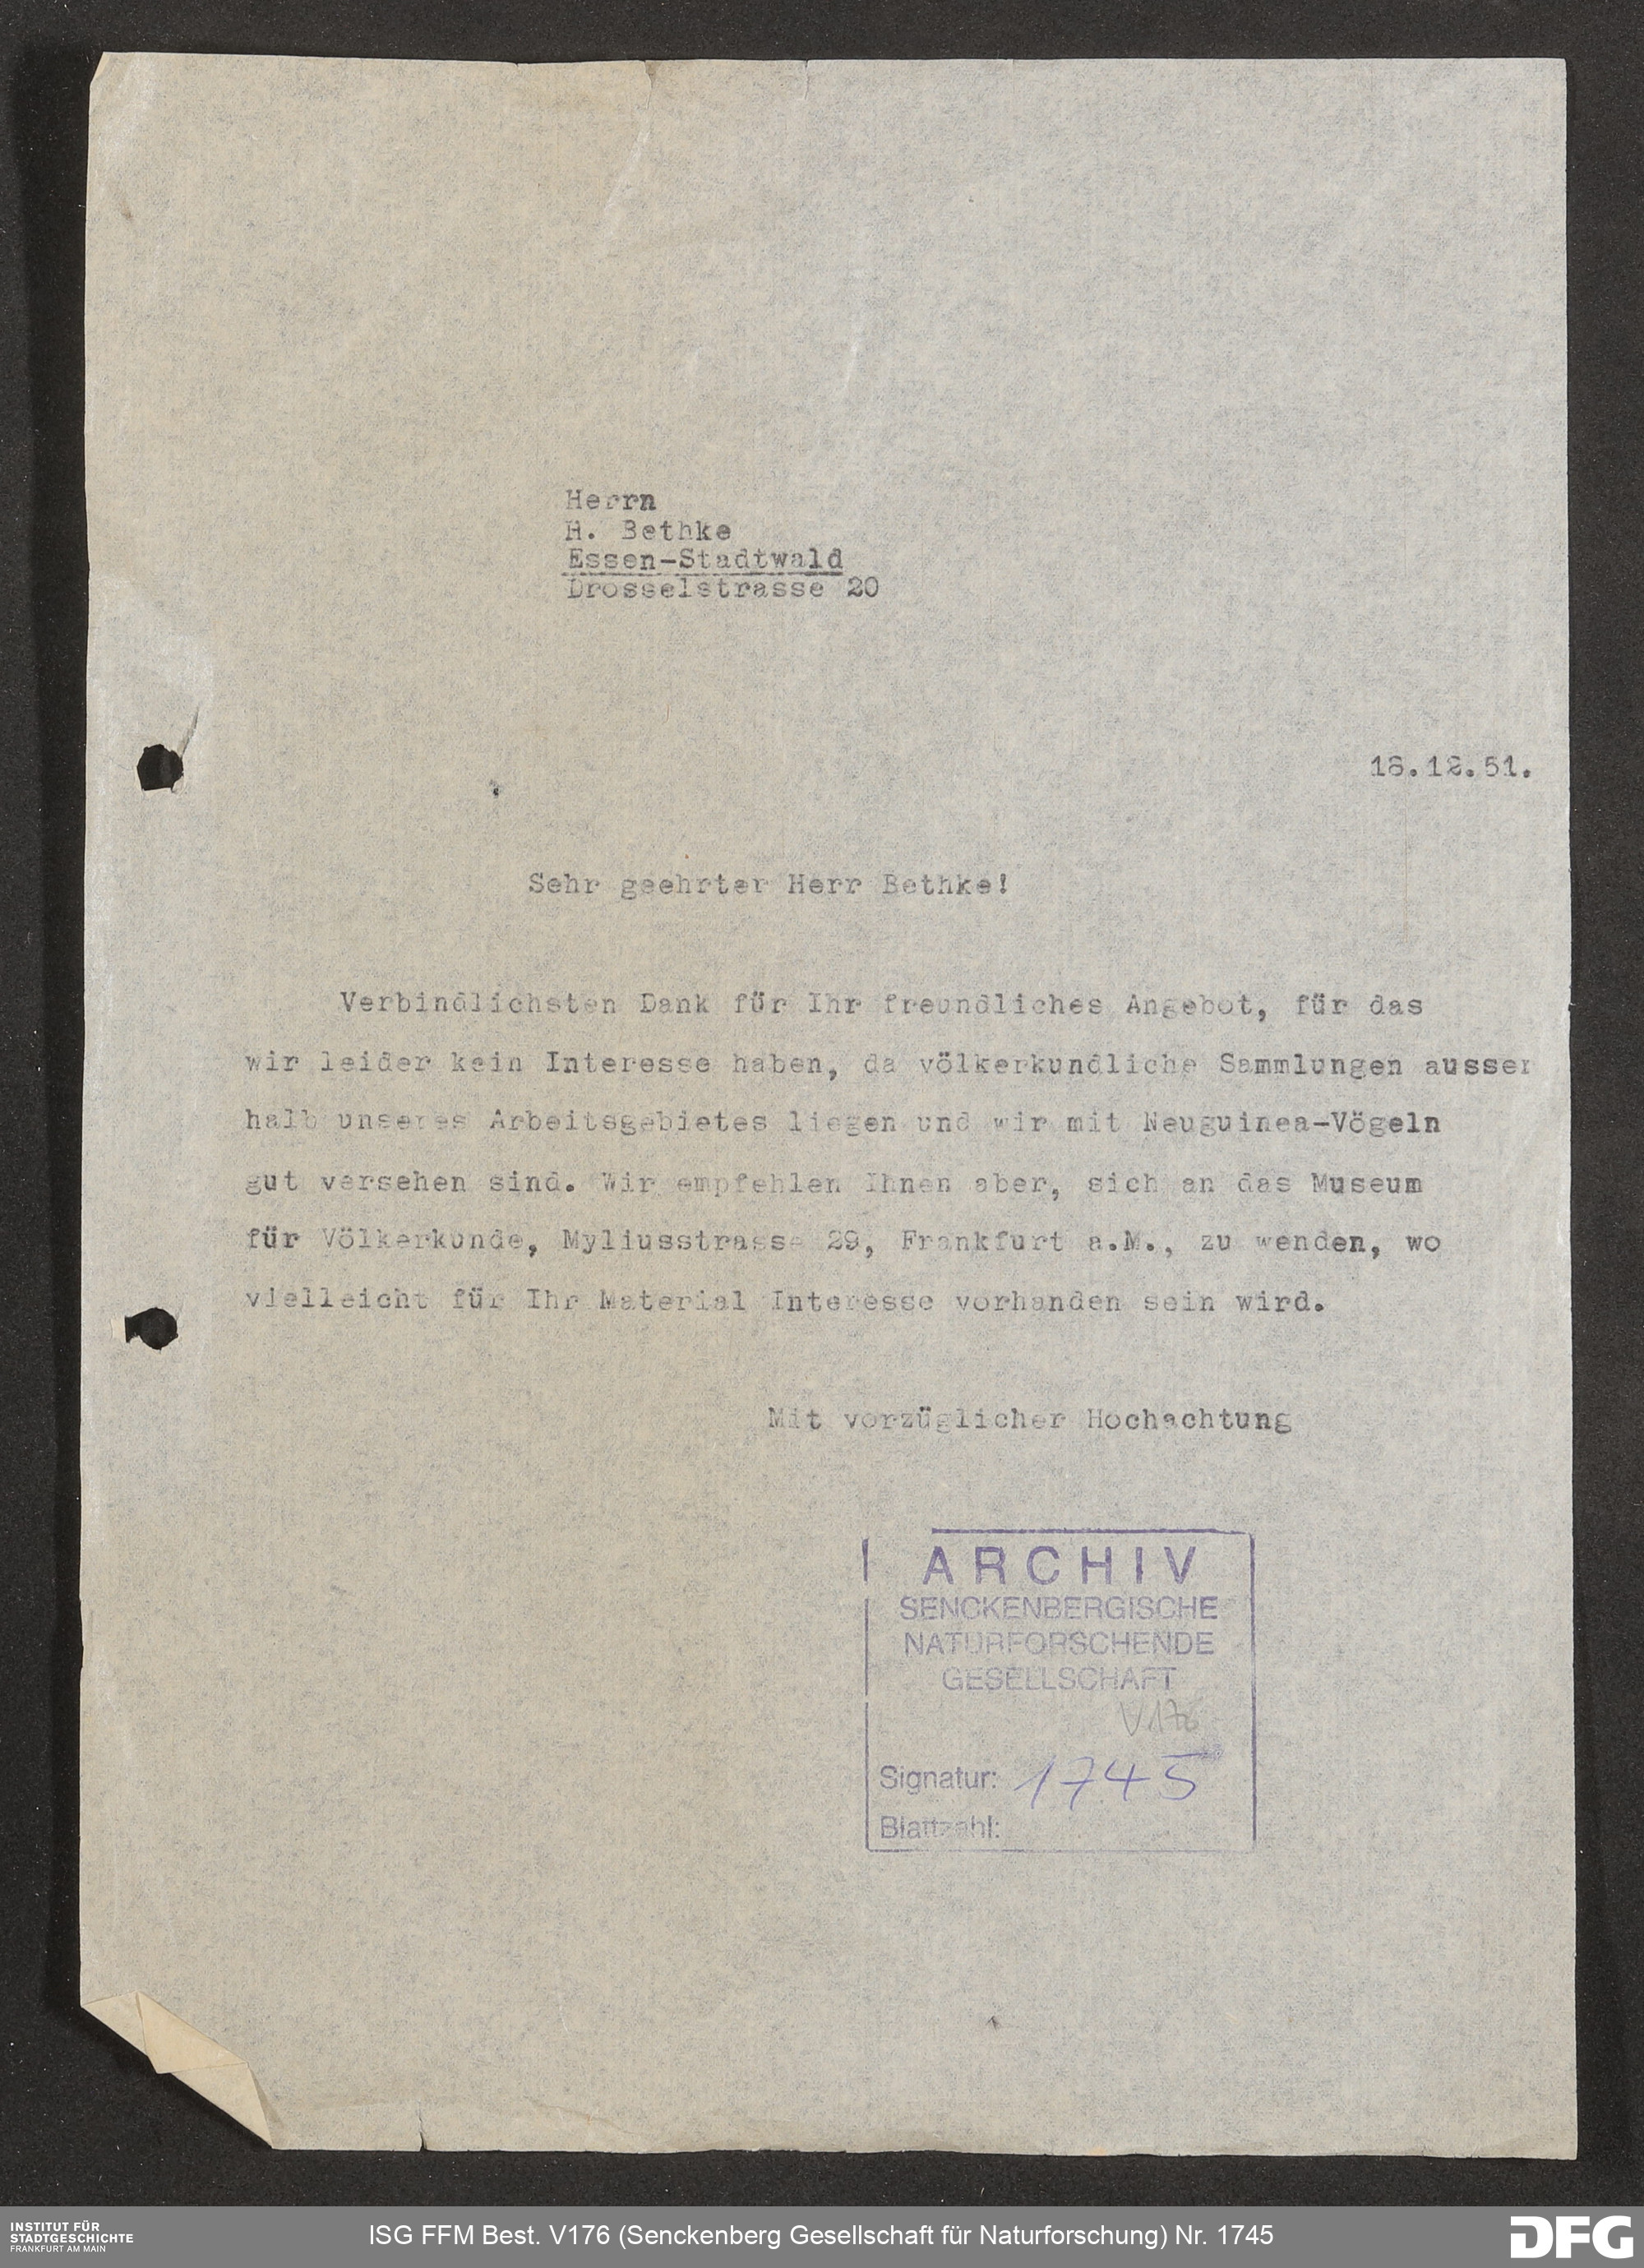 Herrn
H. Bethke
Essen-Stadtwald
Drosselstrasse 20
18.12.51.
Sehr geehrter Herr Bethke!
Verbindlichsten Dank für Ihr freundliches Angebot, für das
wir leider kein Interesse haben, da völkerkundliche Sammlungen ausser
halb unseres Arbeitsgebietes liegen und wir mit Neuguinea-Vögeln
gut versehen sind. Wir empfehlen Ihnen aber, sich an das Museum
für Völkerkunde, Myliusstrasse 29, Frankfurt a.M., zu wenden, wo
vielleicht für Ihr Material Interesse vorhanden sein wird.
Mit vorzüglicher Hochachtung
ARCHIV
SENCKENBERGISCHE
NATURFORSCHENDE
GESELLSCHAFT
V176
Signatur: 1745
Blattzahl:
INSTITUT FÜR
STADTGESCHICHTE
FRANKFURT AM MAIN
ISG FFM Best. V176 (Senckenberg Gesellschaft für Naturforschung) Nr. 1745
DFG